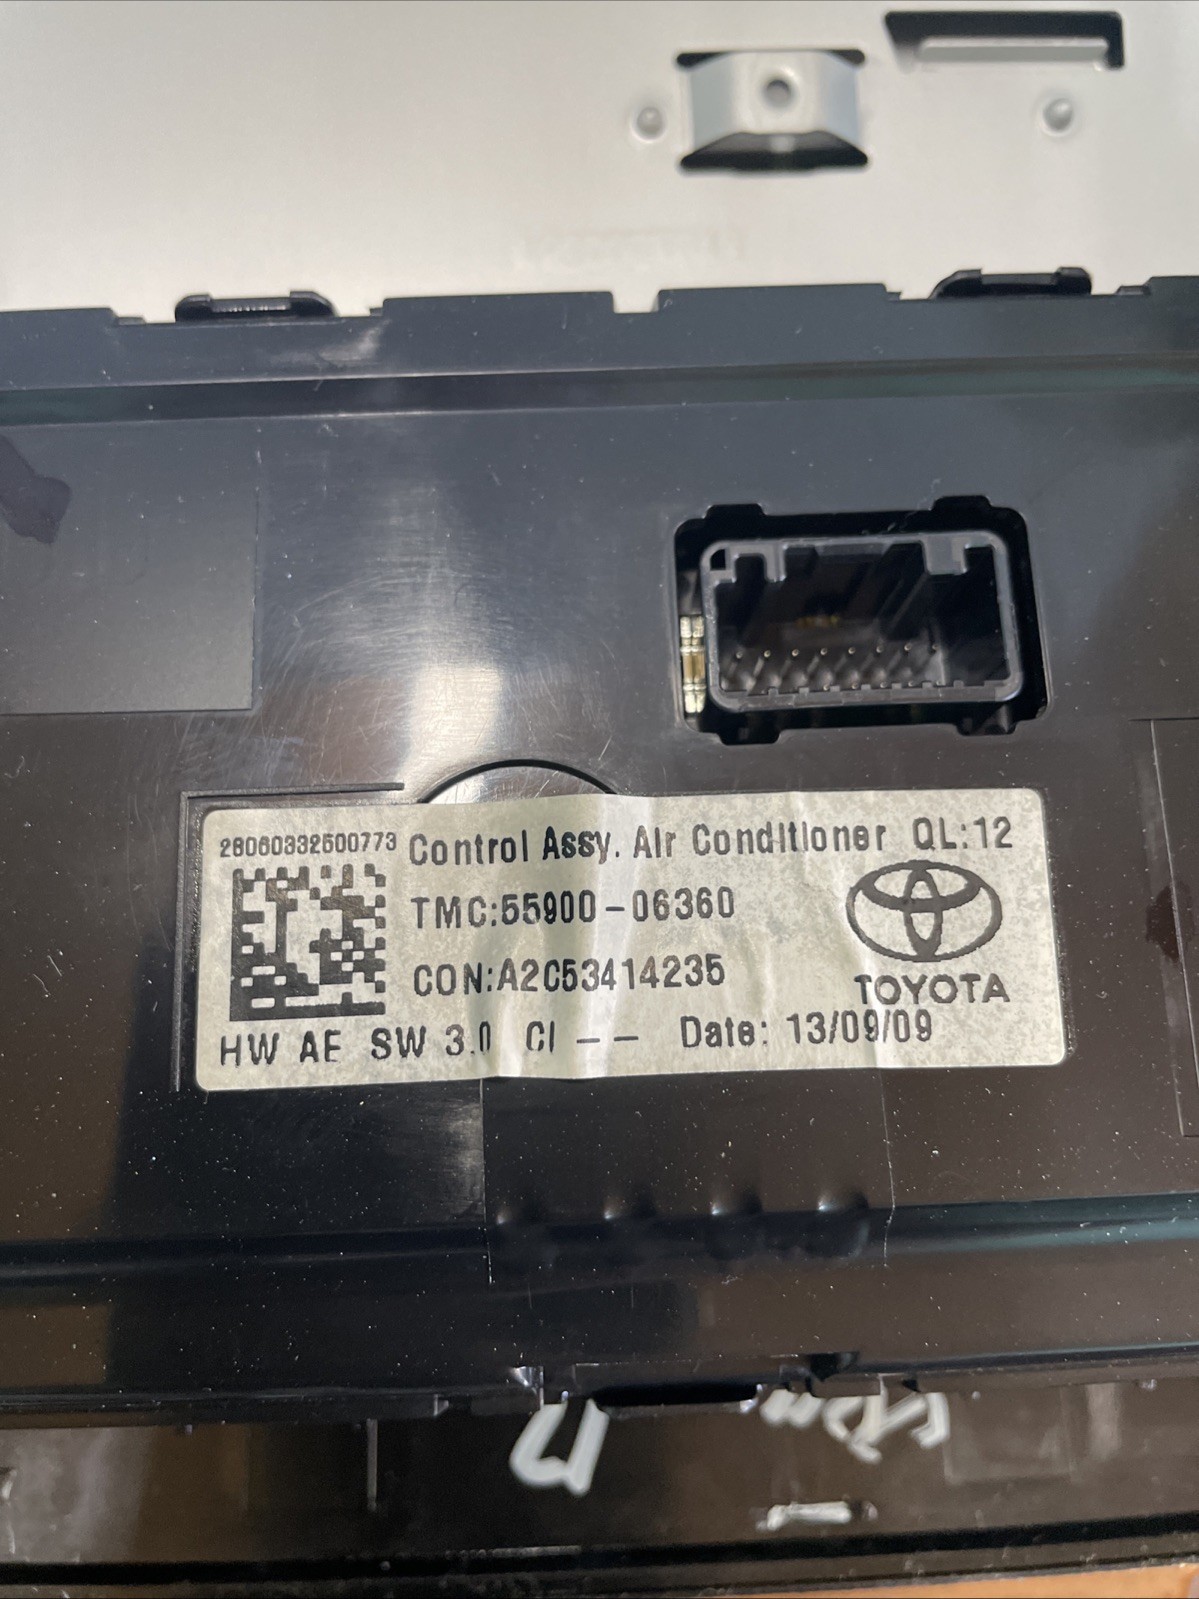 28060332500773 Control Assy. Air Conditioner QL:12
TMC:55900-06360
CON:A2C53414235
TOYOTA
HW AE SW 3.0 CI -- Date: 13/09/09